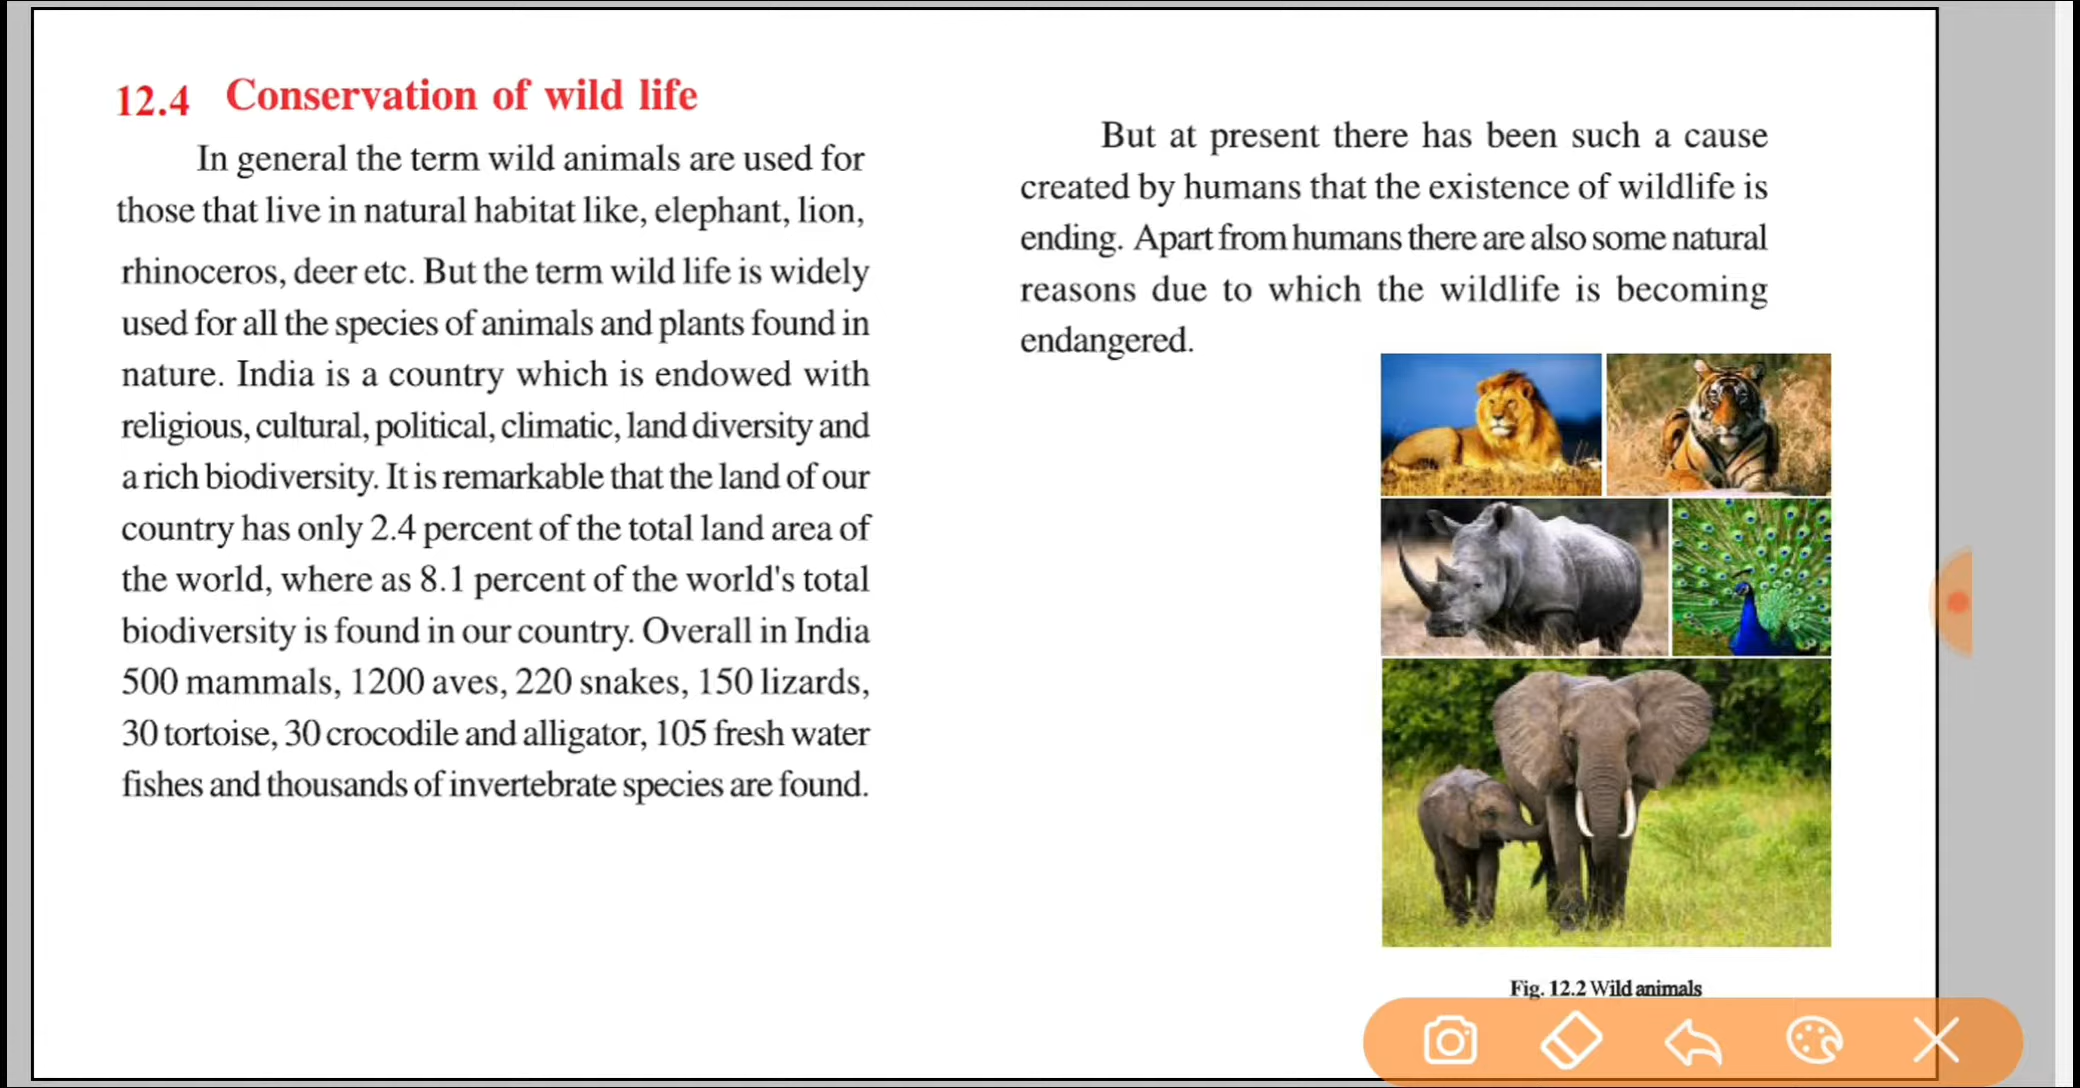 12.4 Conservation of wild life
In general the term wild animals are used for
those that live in natural habitat like, elephant, lion,
rhinoceros, deer etc. But the term wild life is widely
used for all the species of animals and plants found in
nature. India is a country which is endowed with
religious, cultural, political, climatic, land diversity and
a rich biodiversity. It is remarkable that the land of our
country has only 2.4 percent of the total land area of
the world, where as 8.1 percent of the world's total
biodiversity is found in our country. Overall in India
500 mammals, 1200 aves, 220 snakes, 150 lizards,
30 tortoise, 30 crocodile and alligator, 105 fresh water
fishes and thousands of invertebrate species are found.
But at present there has been such a cause
created by humans that the existence of wildlife is
ending. Apart from humans there are also some natural
reasons due to which the wildlife is becoming
endangered.
Fig. 12.2 Wild animals